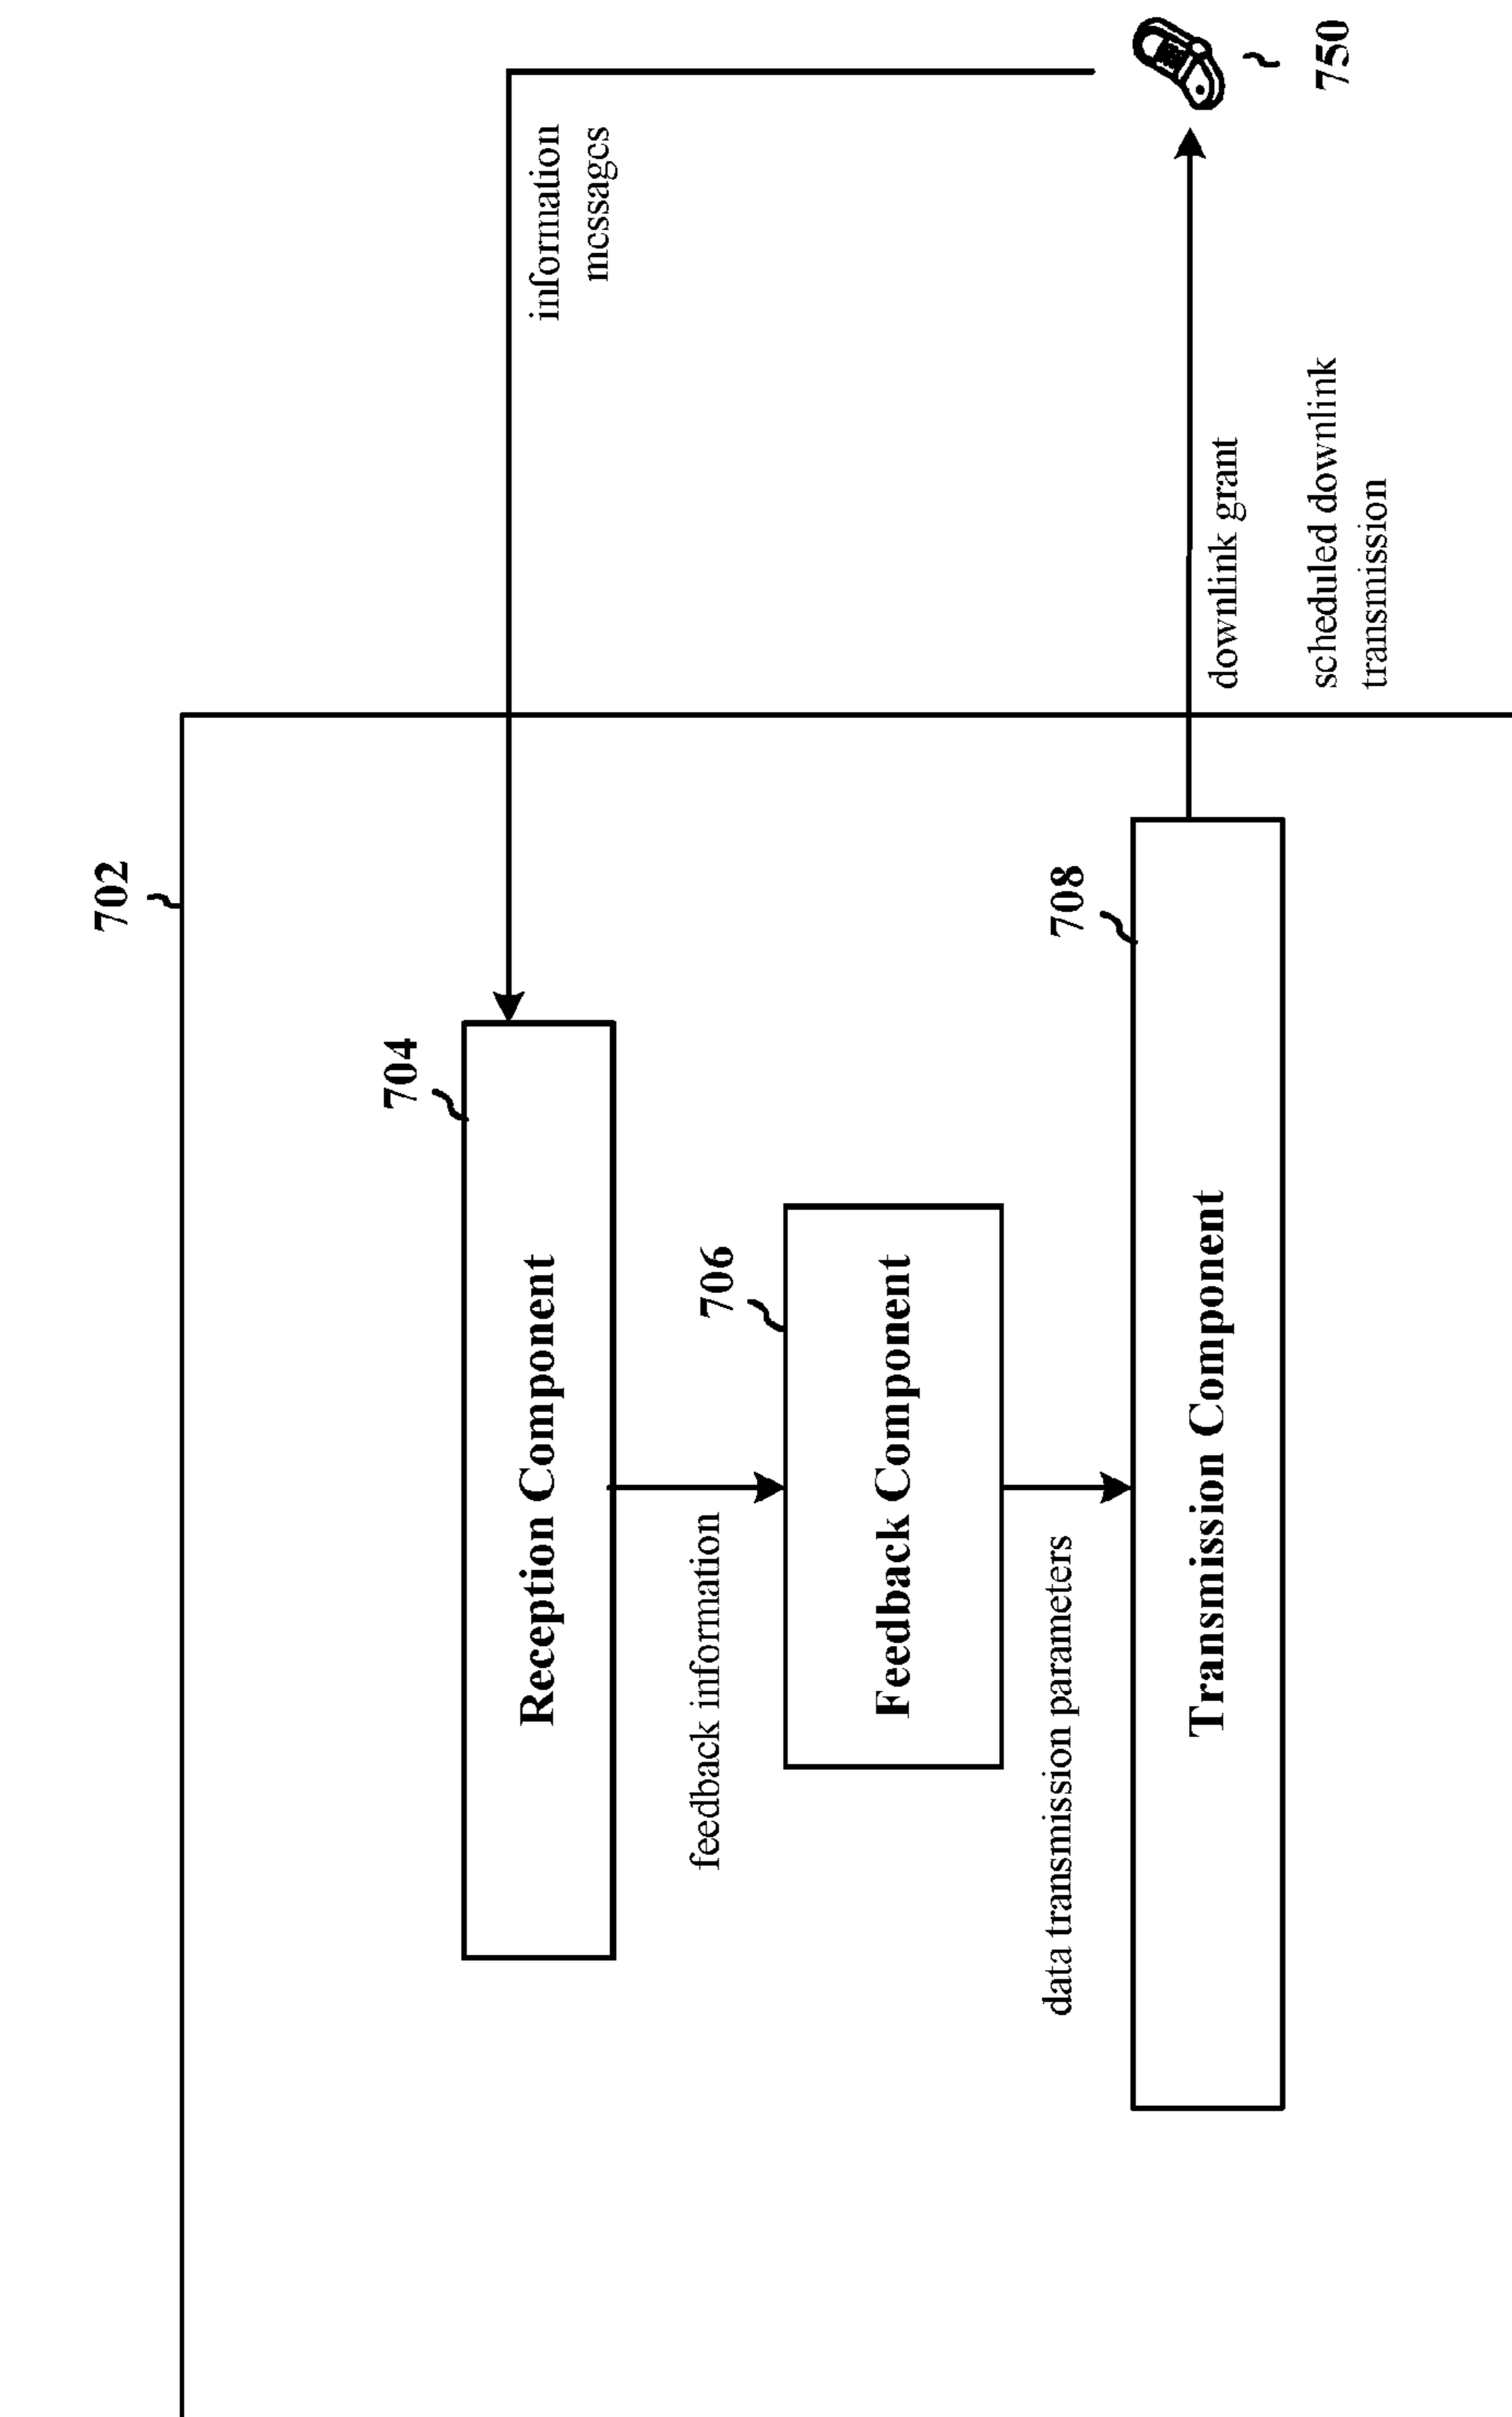 702
704
Reception Component
information
messages
feedback information
706
Feedback Component
data transmission parameters
708
Transmission Component
downlink grant
scheduled downlink
transmission
750